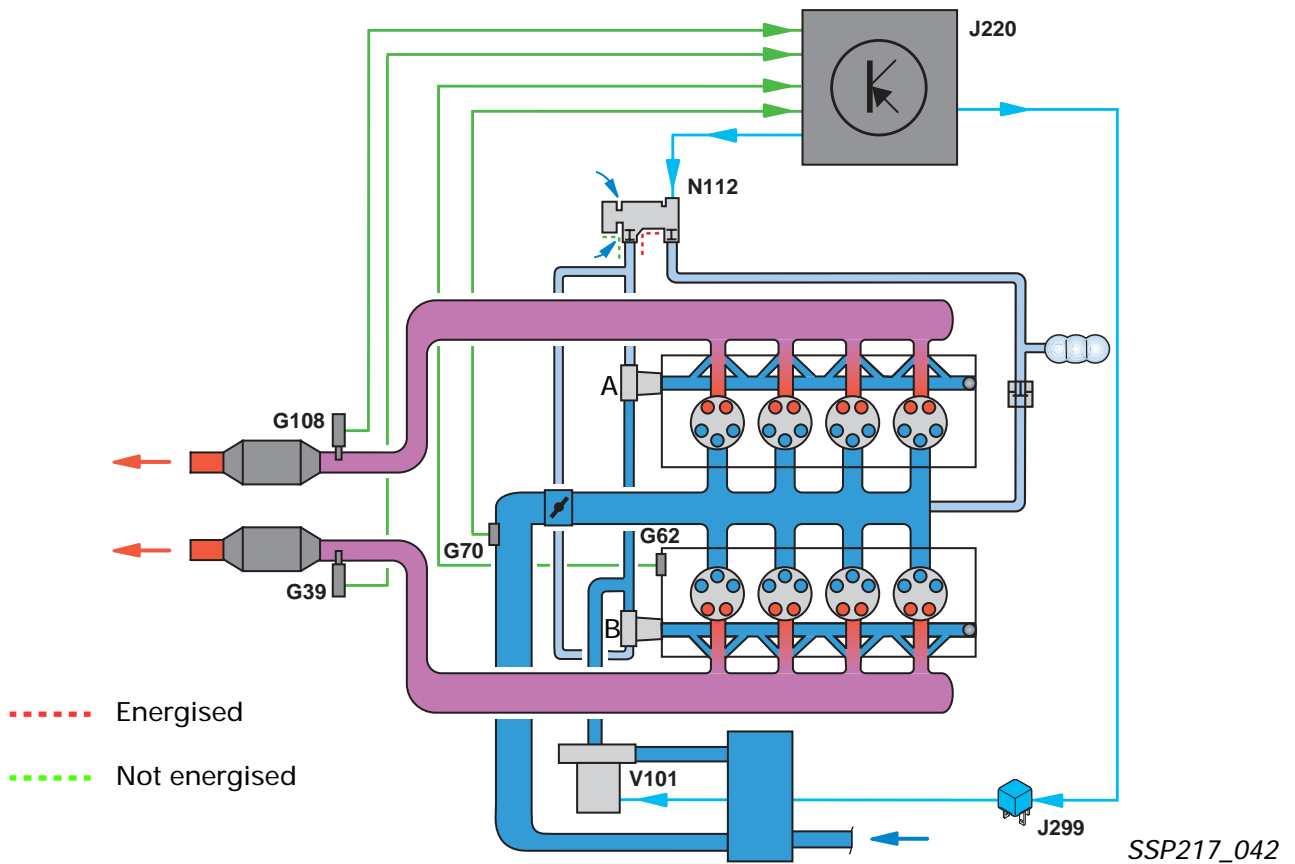 J220
N112
A
G108
G70
G62
G39
B
Energised
Not energised
V101
J299
SSP217_042